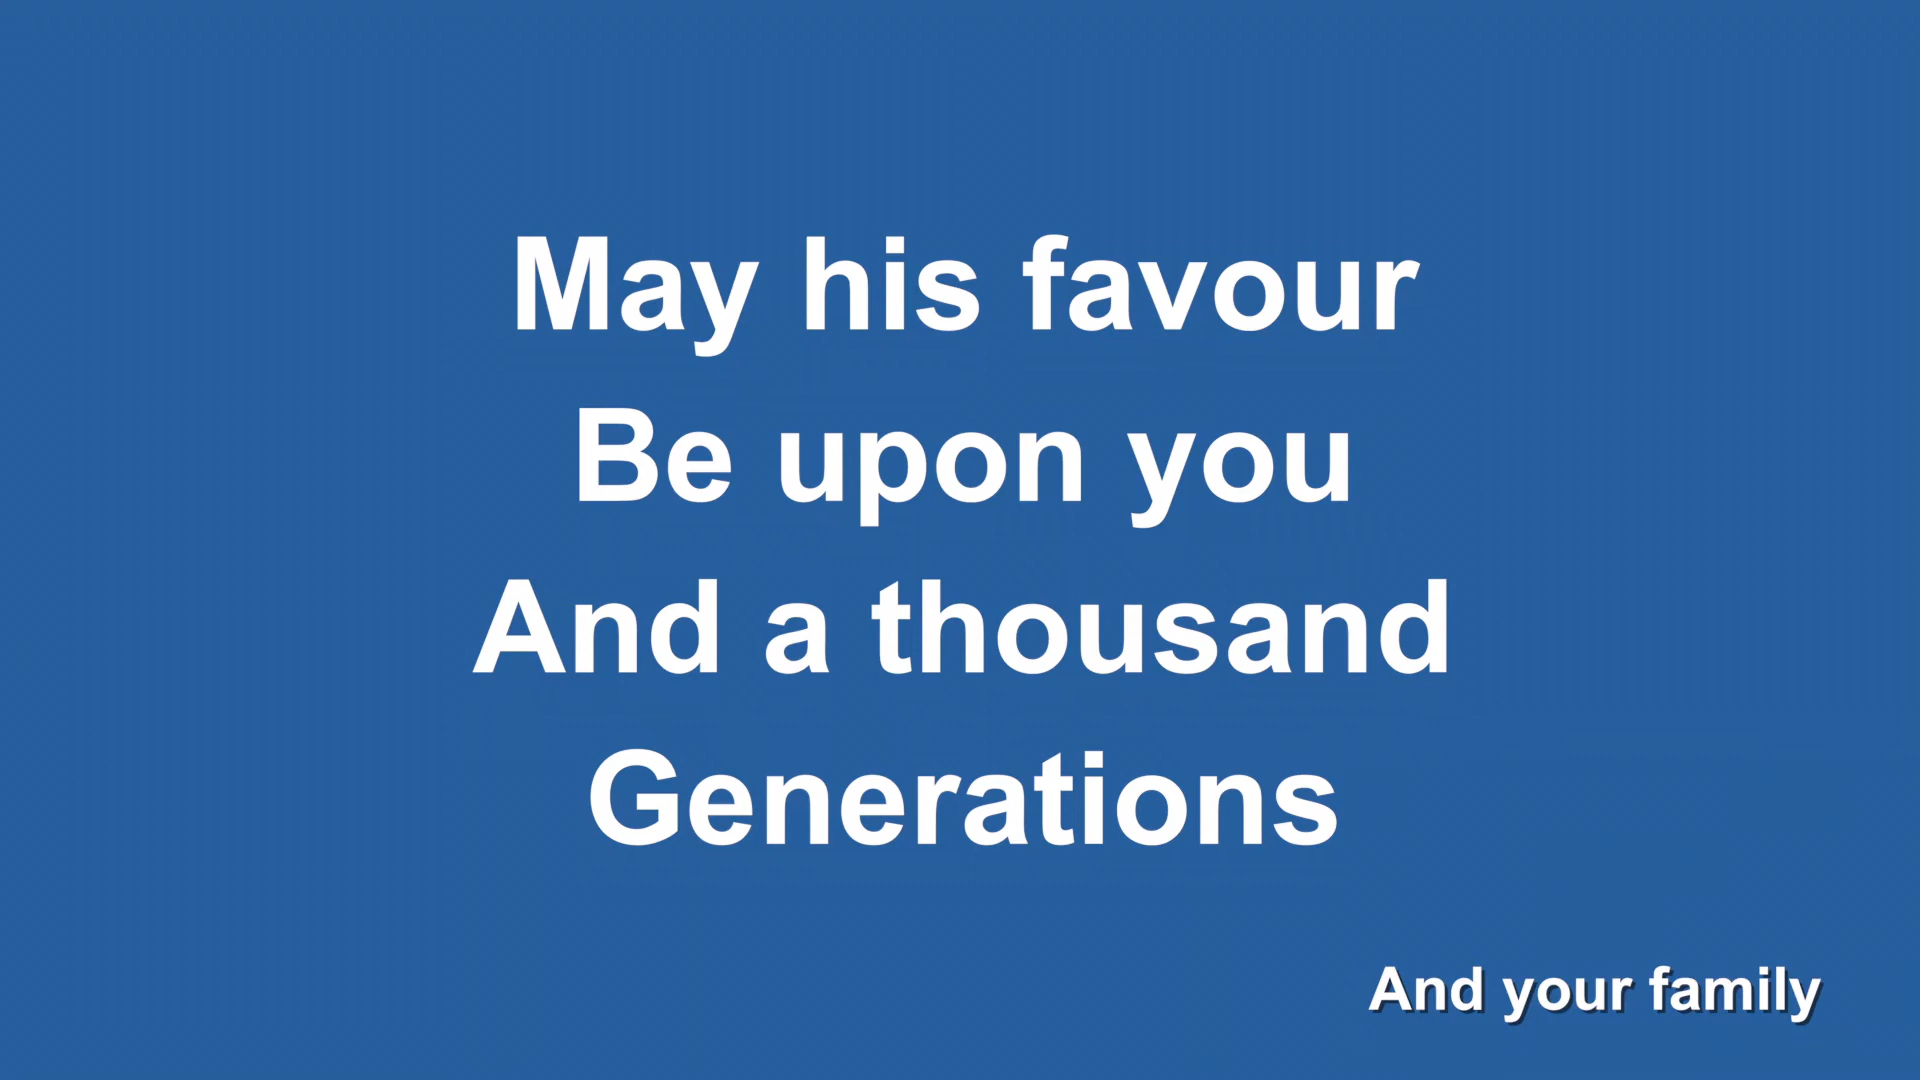 May his favour
Be upon you
And a thousand
Generations
And your family